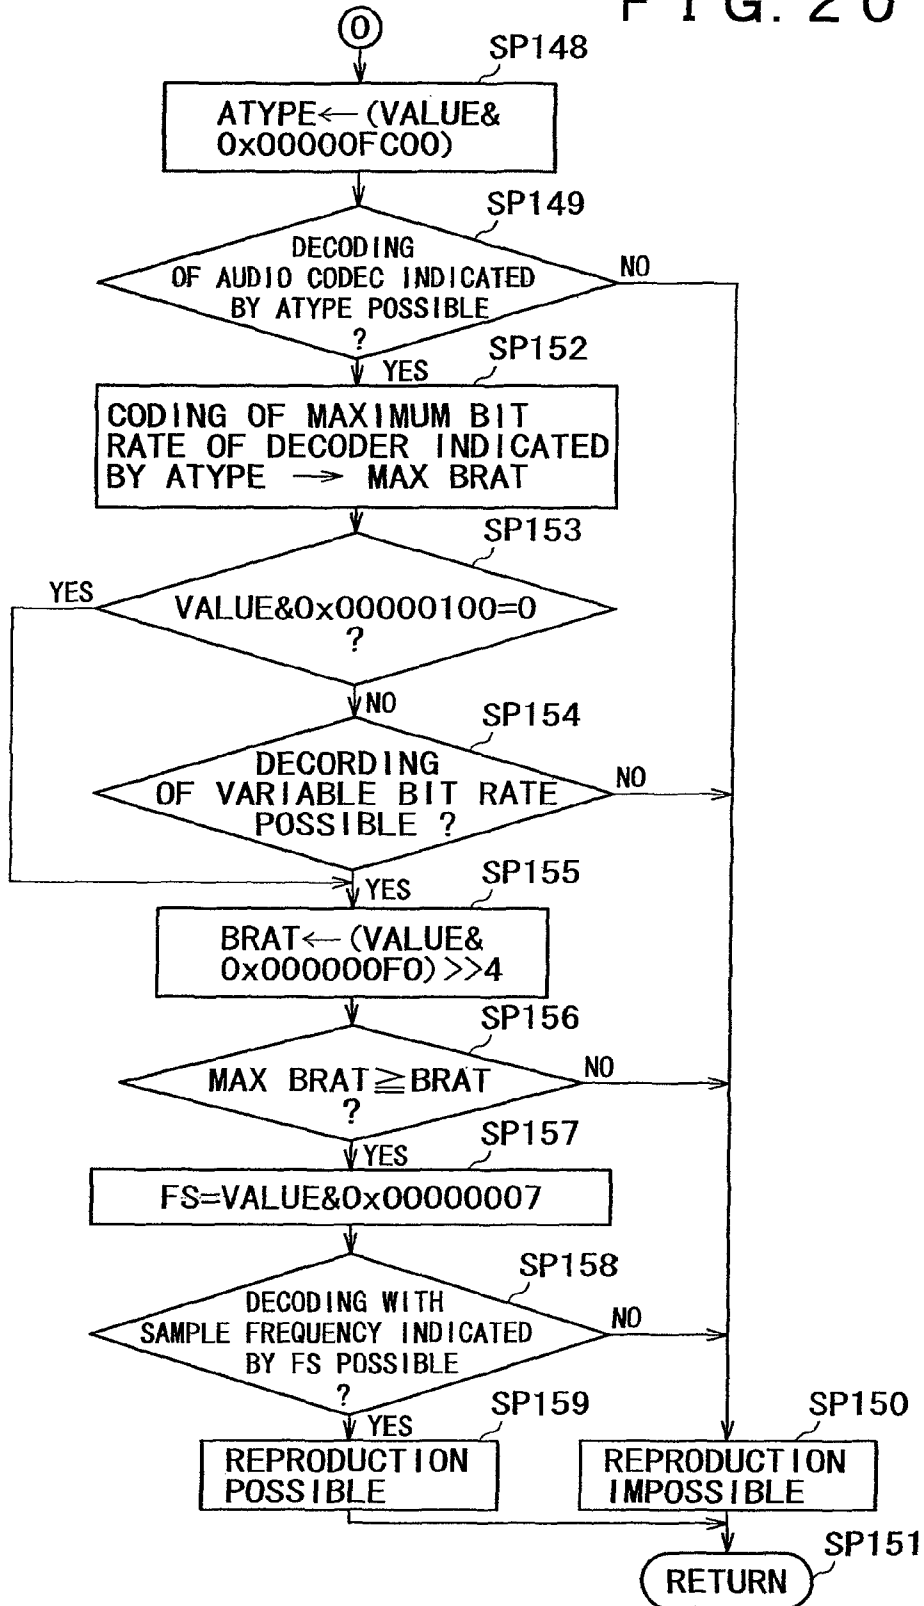 FIG. 20
O
SP148
ATYPE← (VALUE&
0x00000FC00)
SP149
DECODING
OF AUDIO CODEC INDICATED
BY ATYPE POSSIBLE
?
NO
YES
SP152
CODING OF MAXIMUM BIT
RATE OF DECODER INDICATED
BY ATYPE → MAX BRAT
SP153
YES
VALUE&0x00000100=0
?
NO
SP154
DECORDING
OF VARIABLE BIT RATE
POSSIBLE ?
NO
YES
SP155
BRAT← (VALUE&
0x000000F0) >>4
SP156
MAX BRAT≧BRAT
?
NO
YES
SP157
FS=VALUE&0x00000007
SP158
DECODING WITH
SAMPLE FREQUENCY INDICATED
BY FS POSSIBLE
?
NO
YES
SP159
REPRODUCTION
POSSIBLE
SP150
REPRODUCTION
IMPOSSIBLE
SP151
RETURN